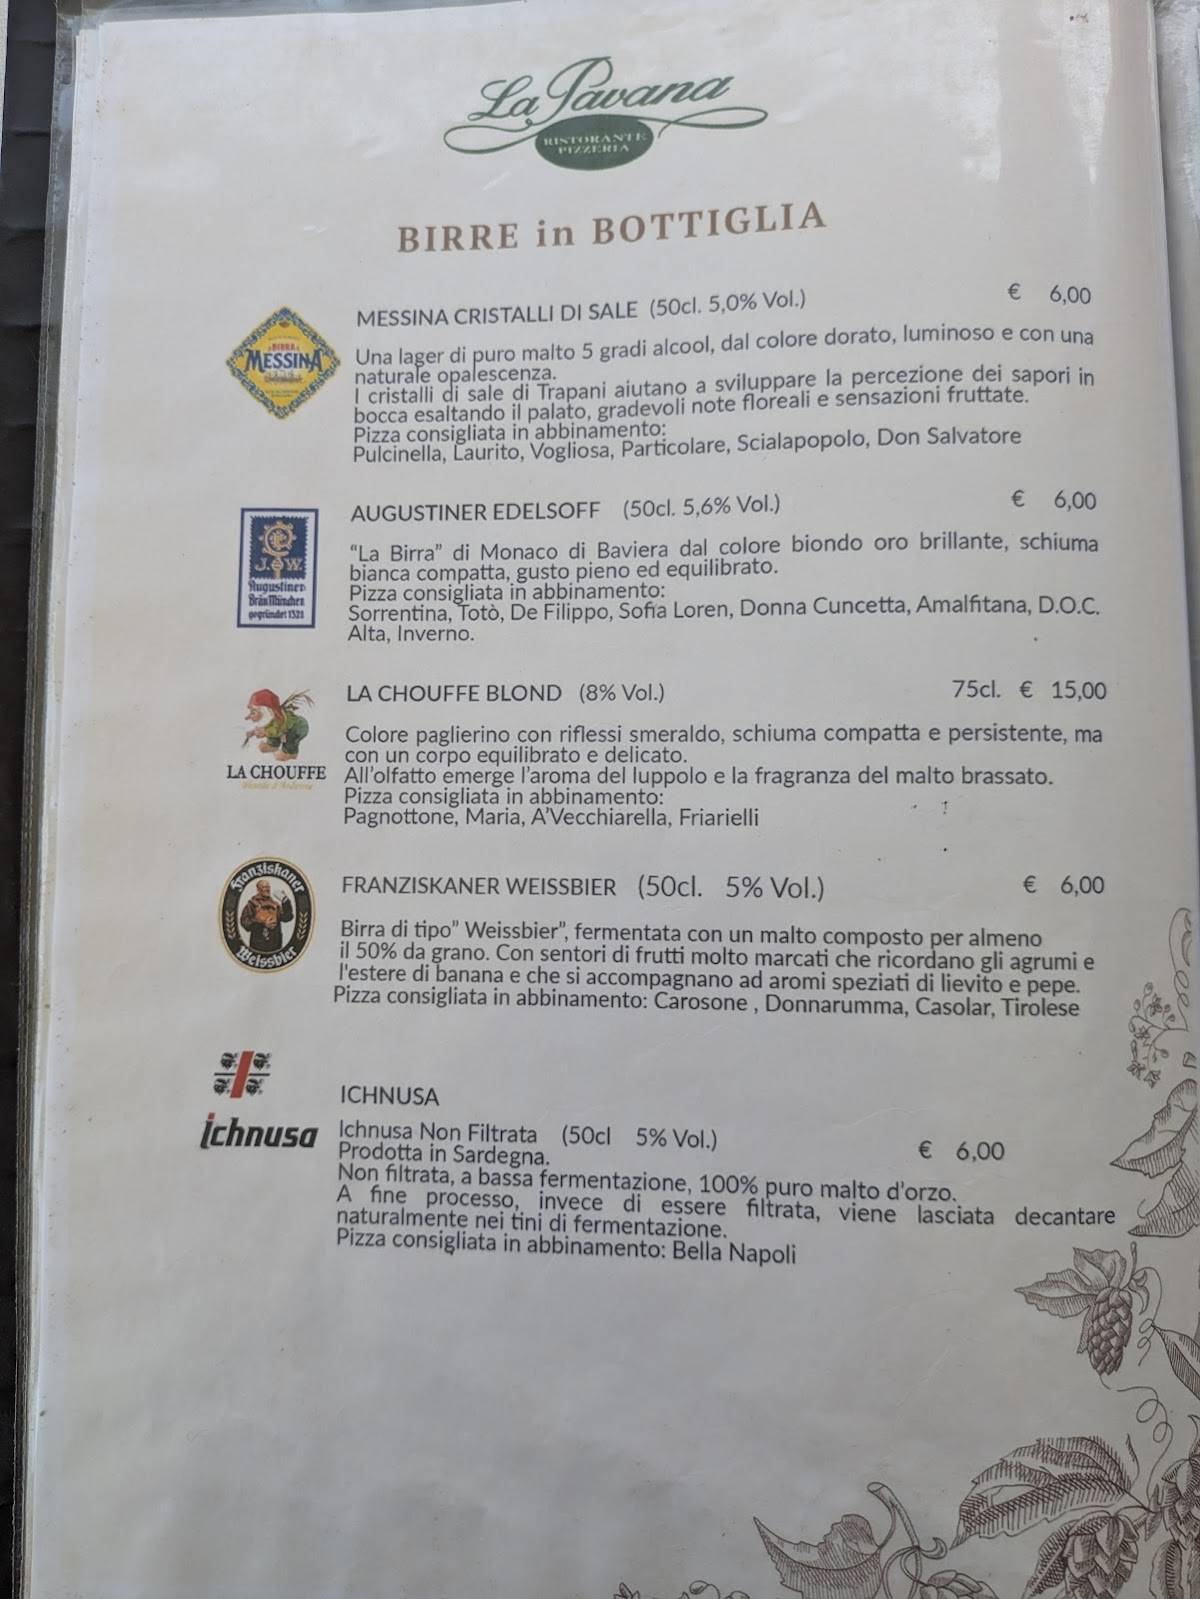 La Pavana
RISTORANTE
PIZZERIA
BIRRE in BOTTIGLIA
MESSINA CRISTALLI DI SALE (50cl. 5,0% Vol.) € 6,00
BIRRA
MESSINA
Una lager di puro malto 5 gradi alcool, dal colore dorato, luminoso e con una
naturale opalescenza.
I cristalli di sale di Trapani aiutano a sviluppare la percezione dei sapori in
bocca esaltando il palato, gradevoli note floreali e sensazioni fruttate.
Pizza consigliata in abbinamento:
Pulcinella, Laurito, Vogliosa, Particolare, Scialapopolo, Don Salvatore
AUGUSTINER EDELSOFF (50cl. 5,6% Vol.) € 6,00
J. W.
Augustiner
Bräu München
gegründet 1328
“La Birra” di Monaco di Baviera dal colore biondo oro brillante, schiuma
bianca compatta, gusto pieno ed equilibrato.
Pizza consigliata in abbinamento:
Sorrentina, Totò, De Filippo, Sofia Loren, Donna Cuncetta, Amalfitana, D.O.C.
Alta, Inverno.
LA CHOUFFE BLOND (8% Vol.) 75cl. € 15,00
LA CHOUFFE
Colore paglierino con riflessi smeraldo, schiuma compatta e persistente, ma
con un corpo equilibrato e delicato.
All’olfatto emerge l’aroma del luppolo e la fragranza del malto brassato.
Pizza consigliata in abbinamento:
Pagnottone, Maria, A’Vecchiarella, Friarielli
FRANZISKANER WEISSBIER (50cl. 5% Vol.) € 6,00
Franziskaner
Weissbier
Birra di tipo” Weissbier”, fermentata con un malto composto per almeno
il 50% da grano. Con sentori di frutti molto marcati che ricordano gli agrumi e
l'estere di banana e che si accompagnano ad aromi speziati di lievito e pepe.
Pizza consigliata in abbinamento: Carosone , Donnarumma, Casolar, Tirolese
ICHNUSA
ichnusa
Ichnusa Non Filtrata (50cl 5% Vol.) € 6,00
Prodotta in Sardegna.
Non filtrata, a bassa fermentazione, 100% puro malto d’orzo.
A fine processo, invece di essere filtrata, viene lasciata decantare
naturalmente nei tini di fermentazione.
Pizza consigliata in abbinamento: Bella Napoli